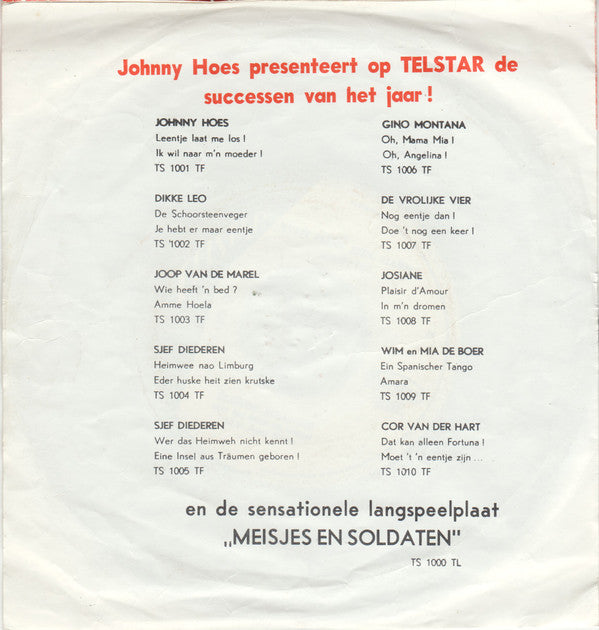 Johnny Hoes presenteert op TELSTAR de
successen van het jaar !
JOHNNY HOES
Leentje laat me los !
Ik wil naar m'n moeder !
TS 1001 TF
DIKKE LEO
De Schoorsteenveger
Je hebt er maar eentje
TS 1002 TF
JOOP VAN DE MAREL
Wie heeft 'n bed ?
Amme Hoela
TS 1003 TF
SJEF DIEDEREN
Heimwee nao Limburg
Eder huske heit zien krutske
TS 1004 TF
SJEF DIEDEREN
Wer das Heimweh nicht kennt !
Eine Insel aus Träumen geboren !
TS 1005 TF
GINO MONTANA
Oh, Mama Mia !
Oh, Angelina !
TS 1006 TF
DE VROLIJKE VIER
Nog eentje dan !
Doe 't nog een keer !
TS 1007 TF
JOSIANE
Plaisir d'Amour
In m'n dromen
TS 1008 TF
WIM en MIA DE BOER
Ein Spanischer Tango
Amara
TS 1009 TF
COR VAN DER HART
Dat kan alleen Fortuna !
Moet 't 'n eentje zijn ...
TS 1010 TF
en de sensationele langspeelplaat
„MEISJES EN SOLDATEN"
TS 1000 TL